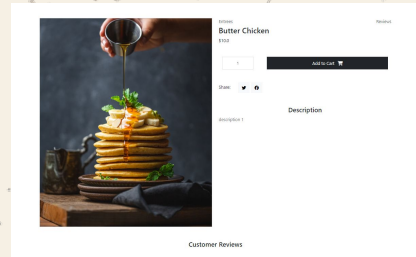 Entrees
Reviews
Butter Chicken
$10.0
1
Add to Cart
Share:
Description
description 1
Customer Reviews